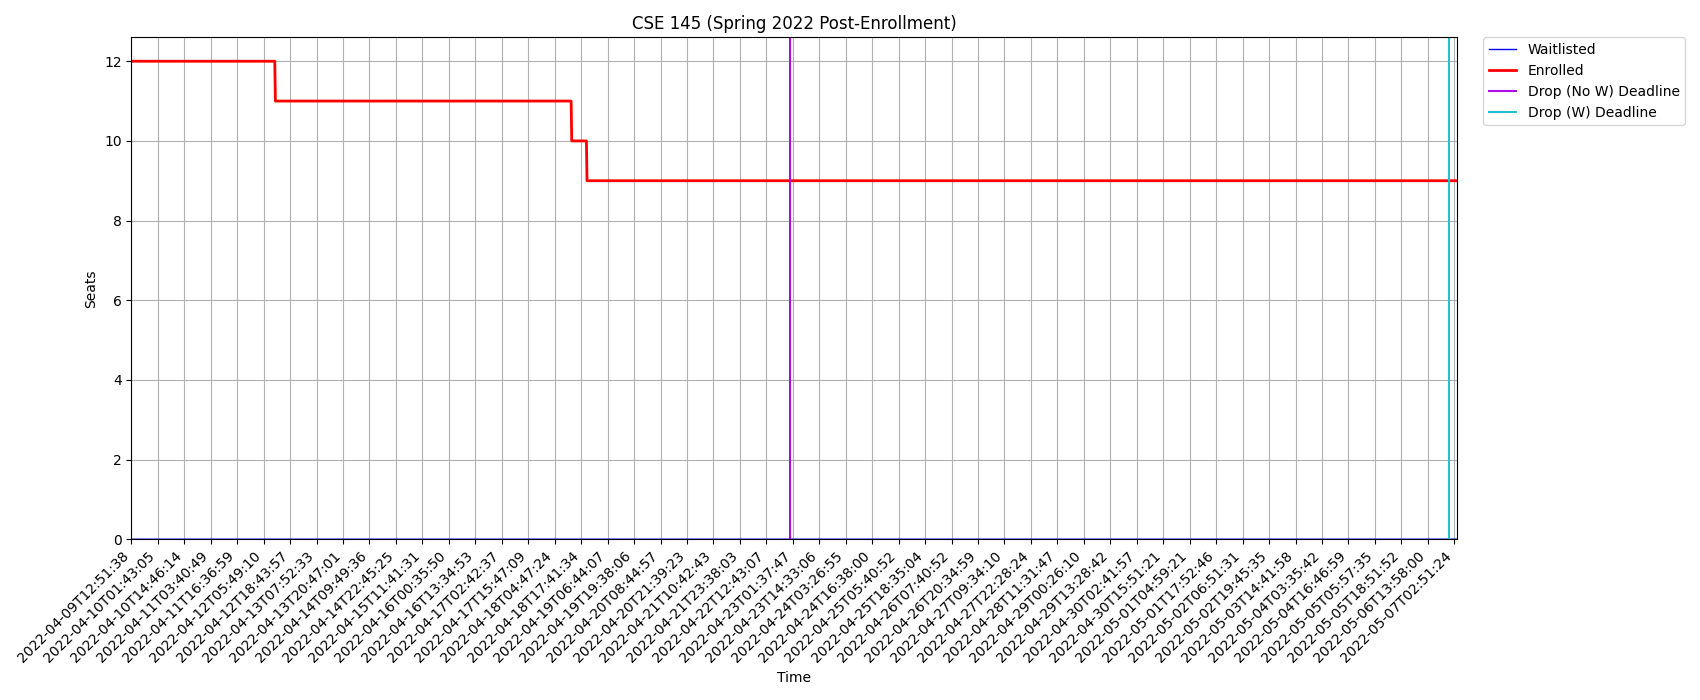 CSE 145 (Spring 2022 Post-Enrollment)
Waitlisted
Enrolled
Drop (No W) Deadline
Drop (W) Deadline
Seats
12
10
8
6
4
2
0
2022-04-09T12:51:38
2022-04-10T01:43:05
2022-04-10T14:46:14
2022-04-11T03:40:49
2022-04-11T16:36:59
2022-04-12T05:49:10
2022-04-12T18:43:57
2022-04-13T07:52:33
2022-04-13T20:47:01
2022-04-14T09:49:36
2022-04-14T22:45:25
2022-04-15T11:41:31
2022-04-16T00:35:50
2022-04-16T13:34:53
2022-04-17T02:42:37
2022-04-17T15:47:09
2022-04-18T04:47:24
2022-04-18T17:41:34
2022-04-19T06:44:07
2022-04-19T19:38:06
2022-04-20T08:44:57
2022-04-20T21:39:23
2022-04-21T10:42:43
2022-04-21T23:38:03
2022-04-22T12:43:07
2022-04-23T01:37:47
2022-04-23T14:33:06
2022-04-24T03:26:55
2022-04-24T16:38:00
2022-04-25T05:40:52
2022-04-25T18:35:04
2022-04-26T07:40:52
2022-04-26T20:34:59
2022-04-27T09:34:10
2022-04-27T22:28:24
2022-04-28T11:31:47
2022-04-29T00:26:10
2022-04-29T13:28:42
2022-04-30T02:41:57
2022-04-30T15:51:21
2022-05-01T04:59:21
2022-05-01T17:52:46
2022-05-02T06:51:31
2022-05-02T19:45:35
2022-05-03T14:41:58
2022-05-04T03:35:42
2022-05-04T16:46:59
2022-05-05T05:57:35
2022-05-05T18:51:52
2022-05-06T13:58:00
2022-05-07T02:51:24
Time